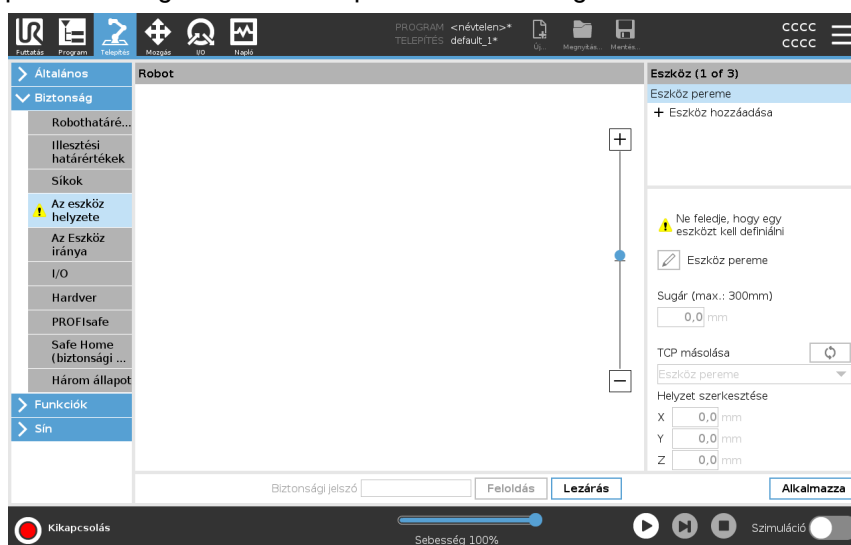 PROGRAM <névtelen>*
TELEPÍTÉS default_1*
CCCC
CCCC
UR
Futtatás Program Telepítés Mozgás I/O Napló
Új... Megnyitás... Mentés...
Általános
Biztonság
Robothatáré...
Illesztési
határértékek
Síkok
Az eszköz
helyzete
Az Eszköz
iránya
I/O
Hardver
PROFIsafe
Safe Home
(biztonsági ...
Három állapot
Funkciók
Sín
Robot
Eszköz (1 of 3)
Eszköz pereme
+ Eszköz hozzáadása
Ne feledje, hogy egy
eszközt kell definiálni
Eszköz pereme
Sugár (max.: 300mm)
0,0 mm
TCP másolása
Eszköz pereme
Helyzet szerkesztése
X 0,0 mm
Y 0,0 mm
Z 0,0 mm
Biztonsági jelszó Feloldás Lezárás Alkalmazza
Kikapcsolás
Sebesség 100%
Szimuláció